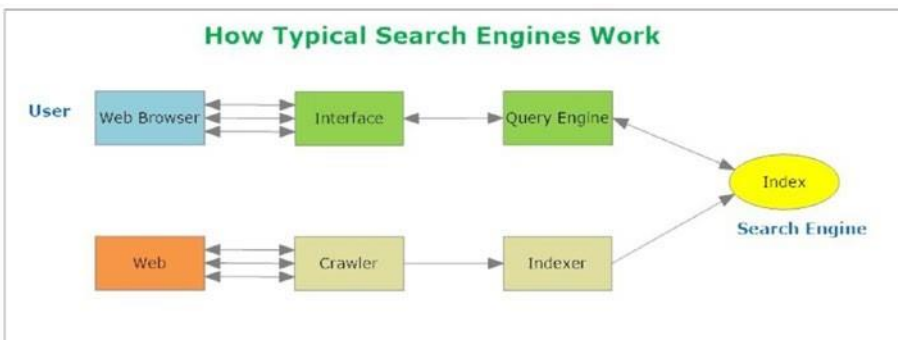 How Typical Search Engines Work
User
Web Browser
Interface
Query Engine
Index
Search Engine
Web
Crawler
Indexer